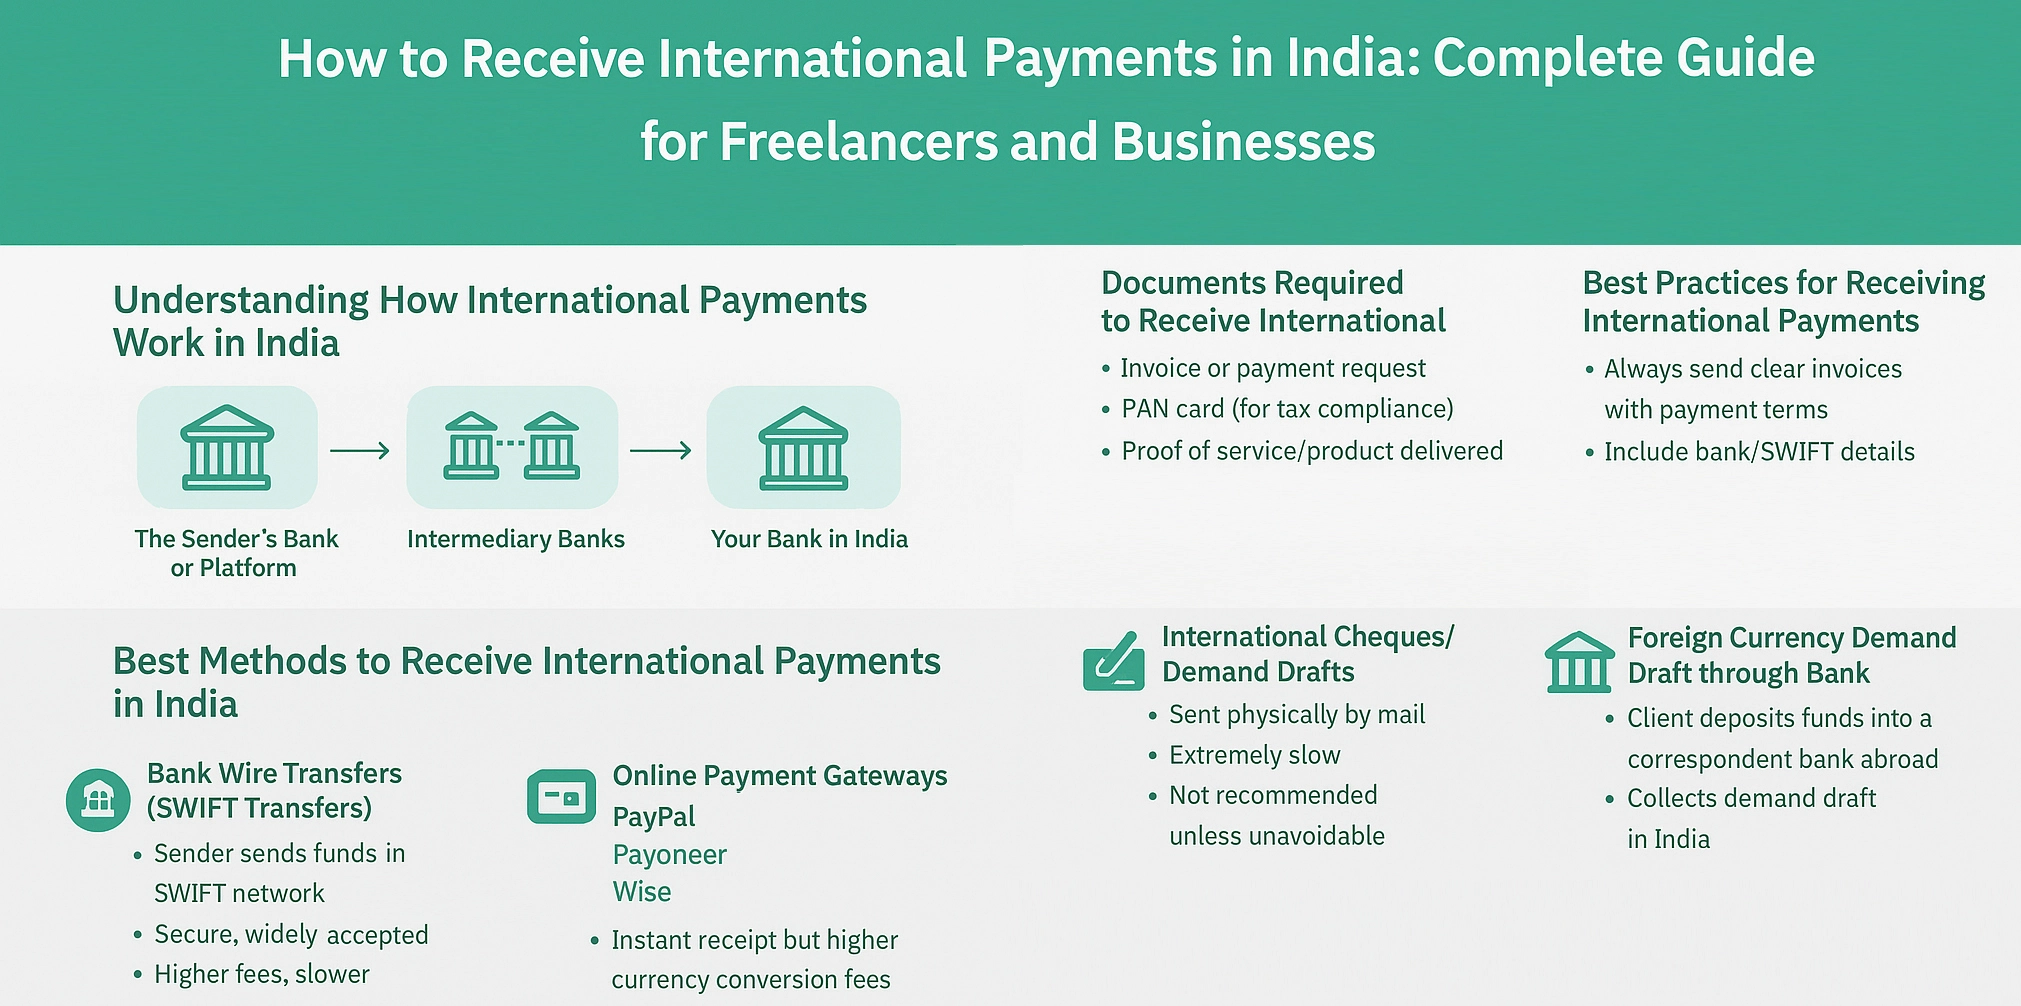 How to Receive International Payments in India: Complete Guide
for Freelancers and Businesses
Understanding How International Payments
Work in India
The Sender's Bank
or Platform
Intermediary Banks
Your Bank in India
Documents Required
to Receive International
• Invoice or payment request
• PAN card (for tax compliance)
• Proof of service/product delivered
Best Practices for Receiving
International Payments
• Always send clear invoices
with payment terms
• Include bank/SWIFT details
Best Methods to Receive International Payments
in India
Bank Wire Transfers
(SWIFT Transfers)
• Sender sends funds in
SWIFT network
• Secure, widely accepted
• Higher fees, slower
Online Payment Gateways
PayPal
Payoneer
Wise
• Instant receipt but higher
currency conversion fees
International Cheques/
Demand Drafts
• Sent physically by mail
• Extremely slow
• Not recommended
unless unavoidable
Foreign Currency Demand
Draft through Bank
• Client deposits funds into a
correspondent bank abroad
• Collects demand draft
in India